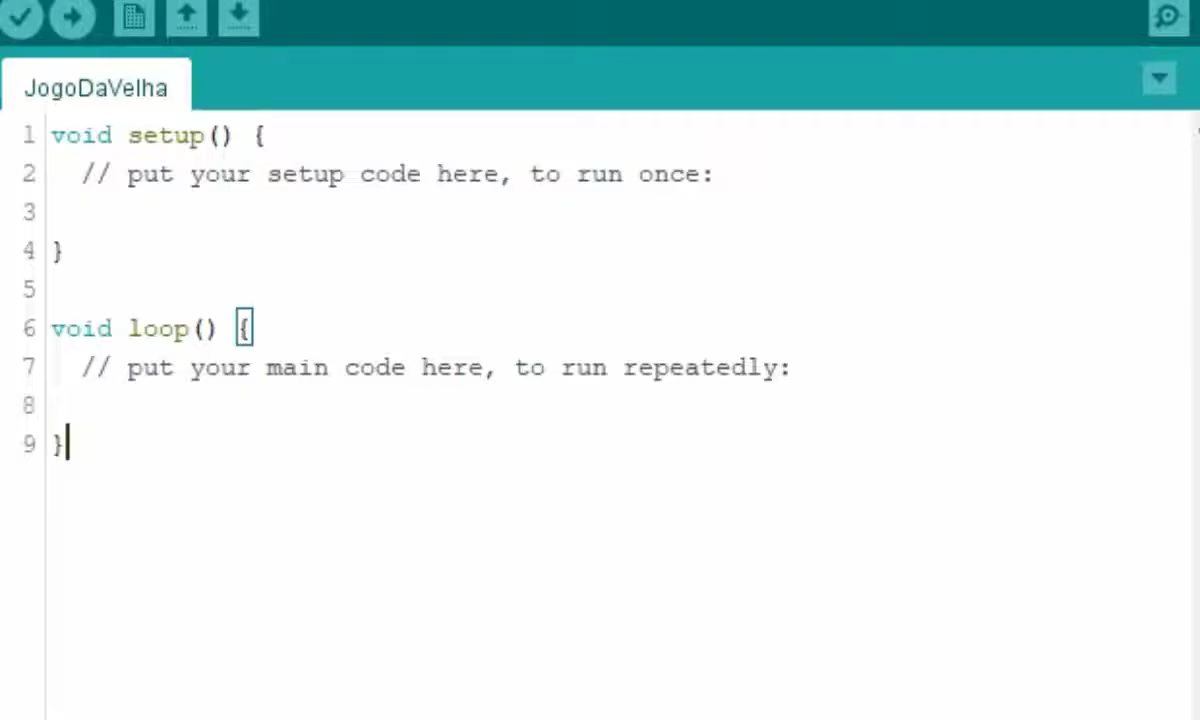 JogoDaVelha
1 void setup() {
2 // put your setup code here, to run once:
3
4 }
5
6 void loop() {
7 // put your main code here, to run repeatedly:
8
9 }